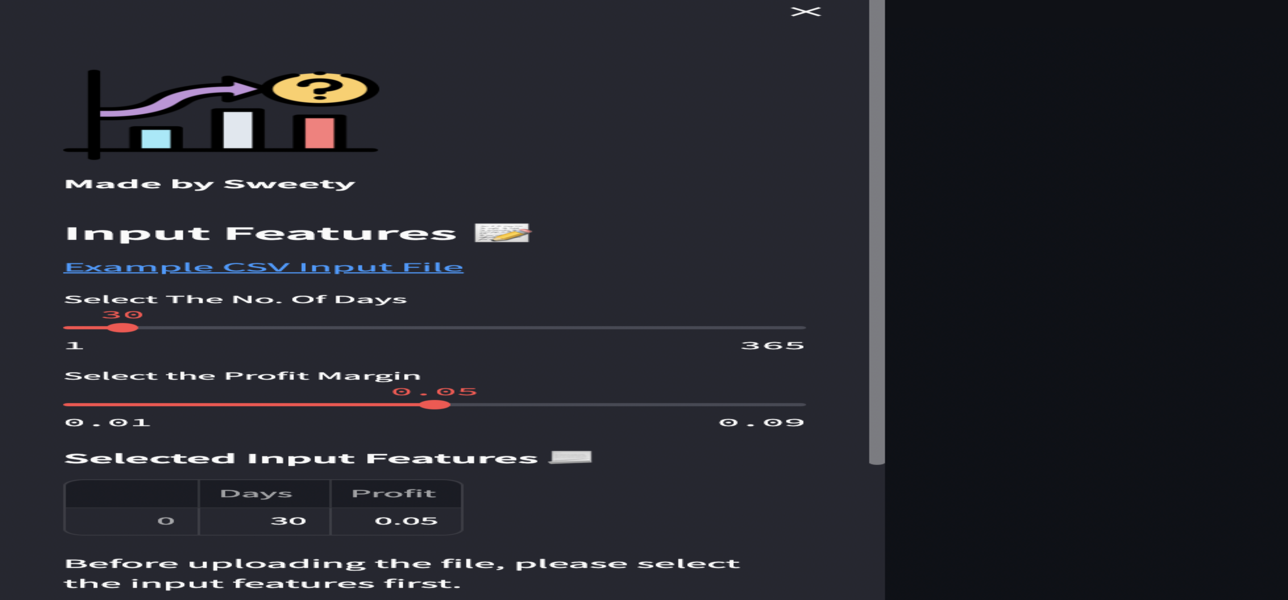 ?
Made by Sweety
Input Features
Example CSV Input File
Select The No. Of Days
30
1 365
Select the Profit Margin
0.05
0.01 0.09
Selected Input Features
Days Profit
0 30 0.05
Before uploading the file, please select
the input features first.